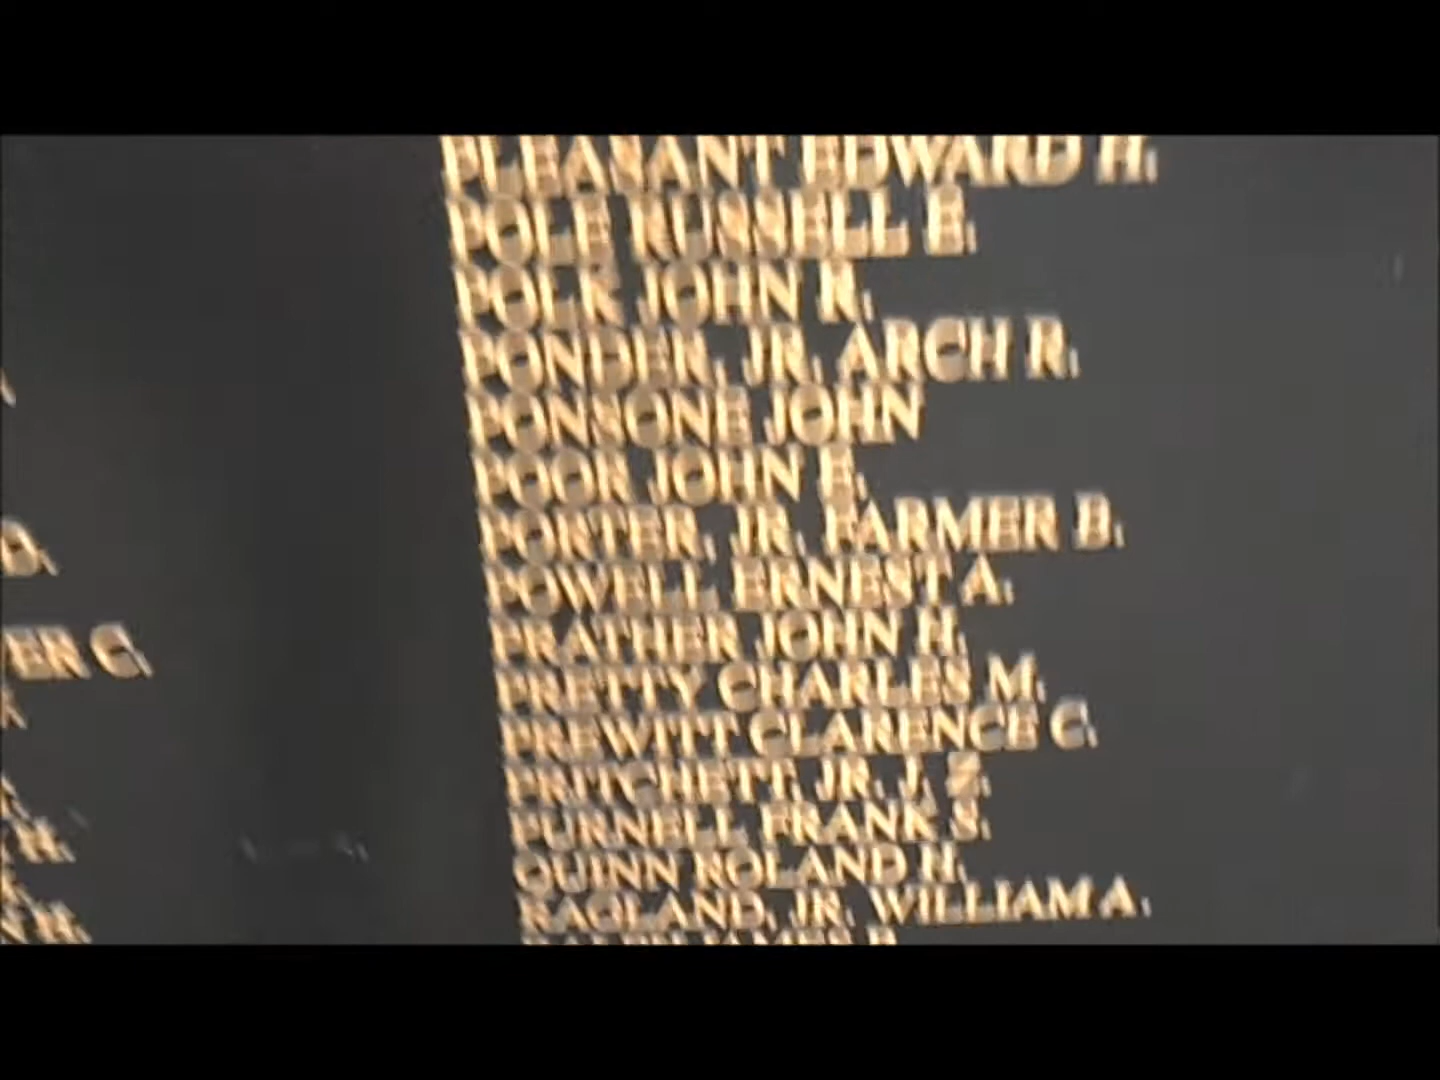 PLEASANT EDWARD H.
POLE RUSSELL E.
POLK JOHN R.
PONDER, JR. ARCH R.
PONSONE JOHN
POOR JOHN E.
PORTER, JR. FARMER B.
POWELL ERNEST A.
PRATHER JOHN H.
PRETTY CHARLES M.
PREWITT CLARENCE C.
PRITCHETT, JR. J. Z.
PURNELL FRANK S.
QUINN ROLAND H.
RAGLAND, JR. WILLIAM A.
ER C.